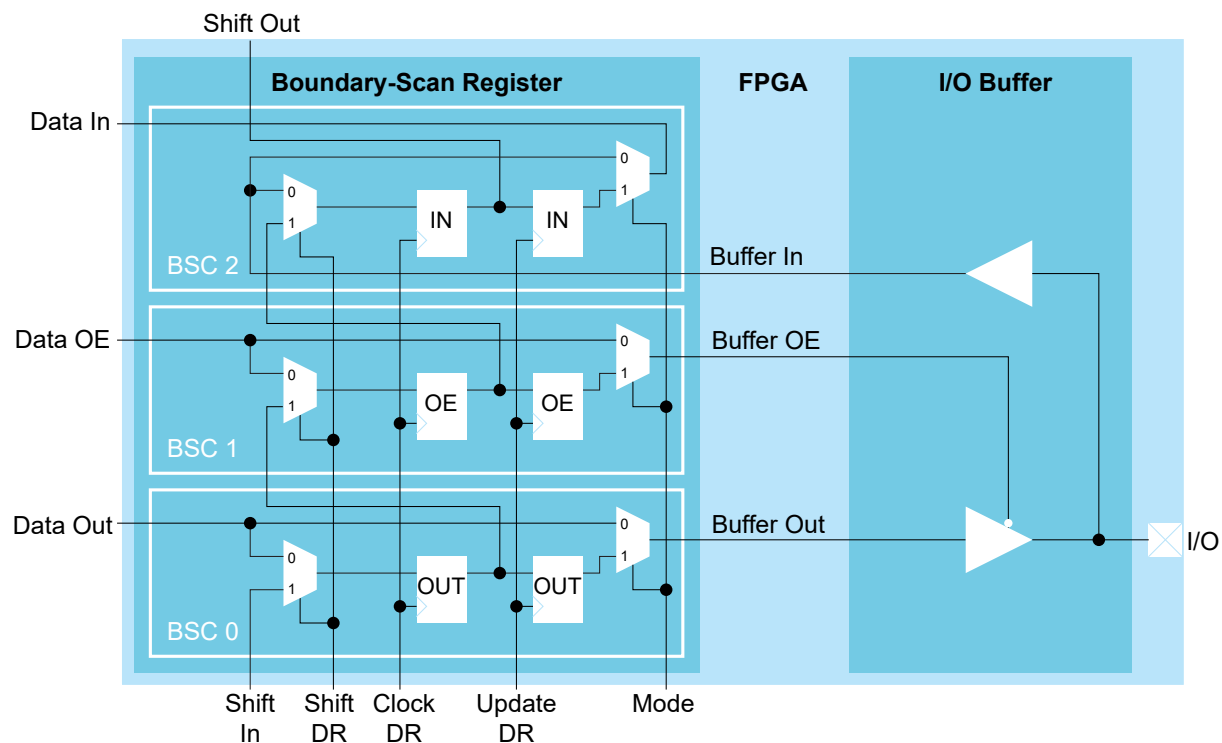 Shift Out
Boundary-Scan Register
FPGA
I/O Buffer
Data In
0
1
0
1
IN
IN
BSC 2
Buffer In
Data OE
0
1
0
1
OE
OE
BSC 1
Buffer OE
Data Out
0
1
0
1
OUT
OUT
BSC 0
Buffer Out
I/O
Shift
In
Shift
DR
Clock
DR
Update
DR
Mode